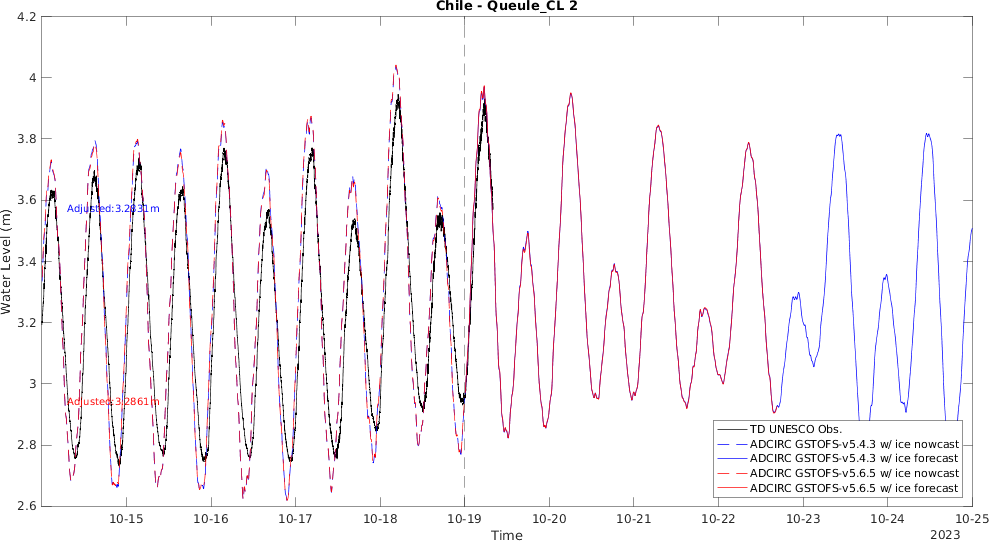 Chile - Queule_CL 2
4.2
4
3.8
3.6
3.4
3.2
3
2.8
2.6
Water Level (m)
Adjusted:3.2831m
Adjusted:3.2861m
TD UNESCO Obs.
ADCIRC GSTOFS-v5.4.3 w/ ice nowcast
ADCIRC GSTOFS-v5.4.3 w/ ice forecast
ADCIRC GSTOFS-v5.6.5 w/ ice nowcast
ADCIRC GSTOFS-v5.6.5 w/ ice forecast
10-15 10-16 10-17 10-18 10-19 10-20 10-21 10-22 10-23 10-24 10-25
Time
2023